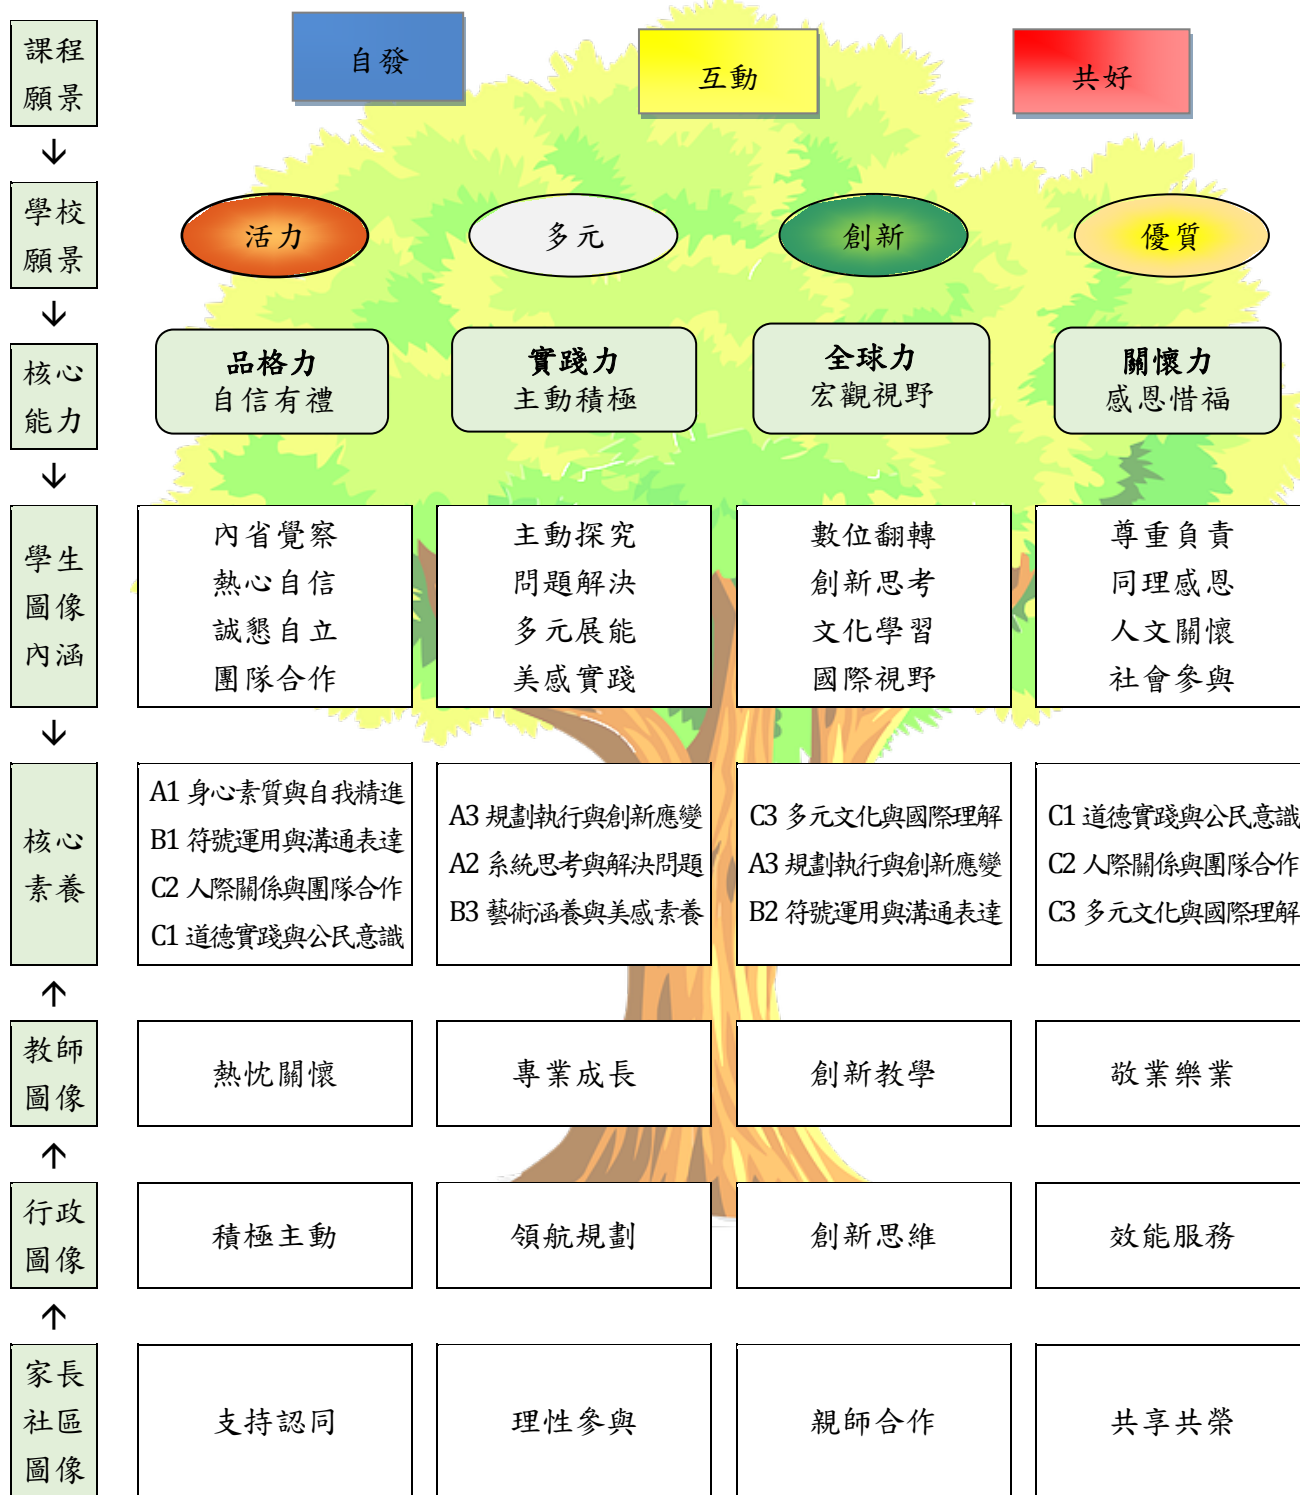 課程
願景
自發
互動
共好
↓
學校
願景
活力
多元
創新
優質
↓
核心
能力
品格力
自信有禮
實踐力
主動積極
全球力
宏觀視野
關懷力
感恩惜福
↓
學生
圖像
內涵
內省覺察
熱心自信
誠懇自立
團隊合作
主動探究
問題解決
多元展能
美感實踐
數位翻轉
創新思考
文化學習
國際視野
尊重負責
同理感恩
人文關懷
社會參與
↓
核心
素養
A1 身心素質與自我精進
B1 符號運用與溝通表達
C2 人際關係與團隊合作
C1 道德實踐與公民意識
A3 規劃執行與創新應變
A2 系統思考與解決問題
B3 藝術涵養與美感素養
C3 多元文化與國際理解
A3 規劃執行與創新應變
B2 符號運用與溝通表達
C1 道德實踐與公民意識
C2 人際關係與團隊合作
C3 多元文化與國際理解
↑
教師
圖像
熱忱關懷
專業成長
創新教學
敬業樂業
↑
行政
圖像
積極主動
領航規劃
創新思維
效能服務
↑
家長
社區
圖像
支持認同
理性參與
親師合作
共享共榮